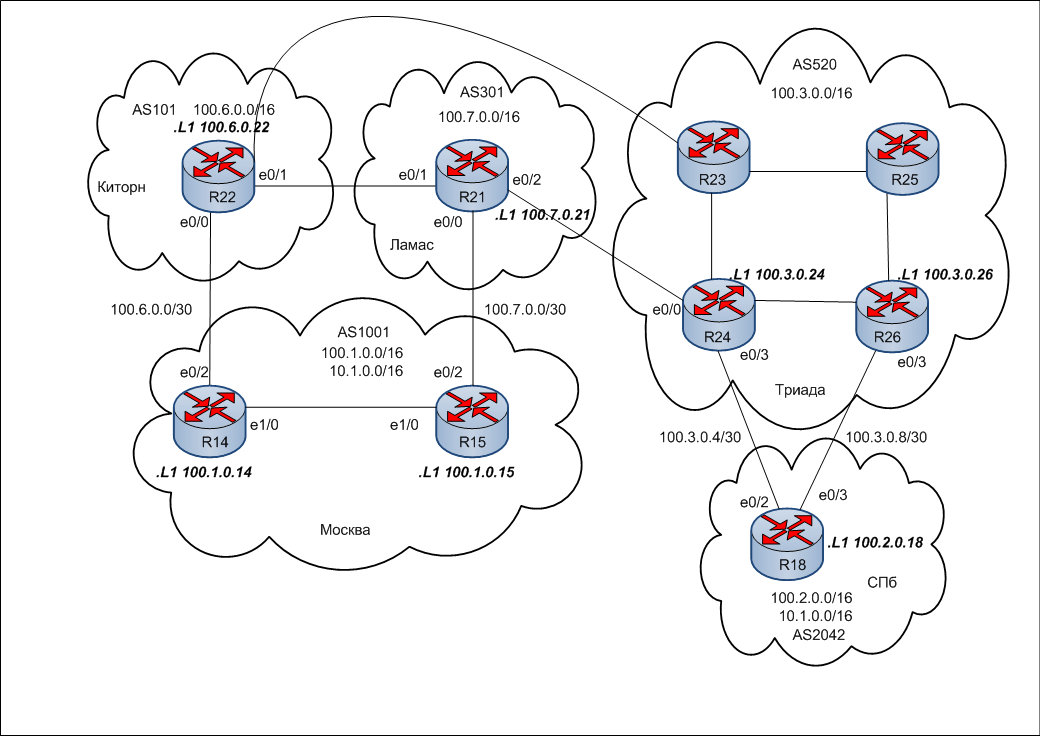 AS101 100.6.0.0/16
.L1 100.6.0.22
Киторн
R22
e0/1
e0/0
AS301
100.7.0.0/16
e0/1
R21
e0/2
e0/0
.L1 100.7.0.21
Ламас
AS520
100.3.0.0/16
R23
R25
.L1 100.3.0.24
.L1 100.3.0.26
e0/0
R24
R26
e0/3
e0/3
Триада
100.6.0.0/30
100.7.0.0/30
AS1001
100.1.0.0/16
10.1.0.0/16
e0/2
e0/2
R14
e1/0
e1/0
R15
.L1 100.1.0.14
.L1 100.1.0.15
Москва
100.3.0.4/30
100.3.0.8/30
e0/2
e0/3
R18
.L1 100.2.0.18
СПб
100.2.0.0/16
10.1.0.0/16
AS2042